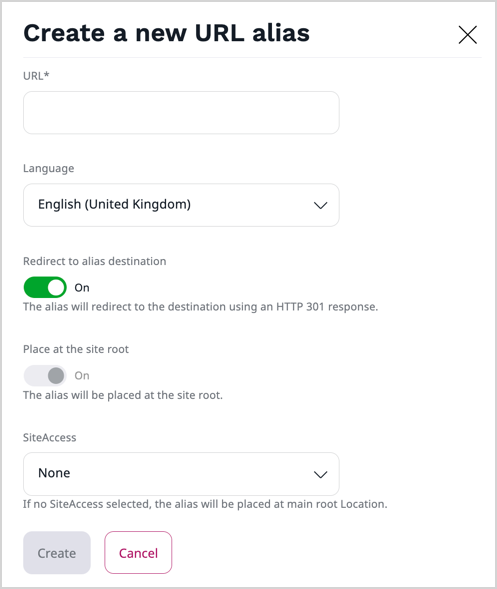 Create a new URL alias
URL*
Language
English (United Kingdom)
Redirect to alias destination
On
The alias will redirect to the destination using an HTTP 301 response.
Place at the site root
On
The alias will be placed at the site root.
SiteAccess
None
If no SiteAccess selected, the alias will be placed at main root Location.
Create Cancel